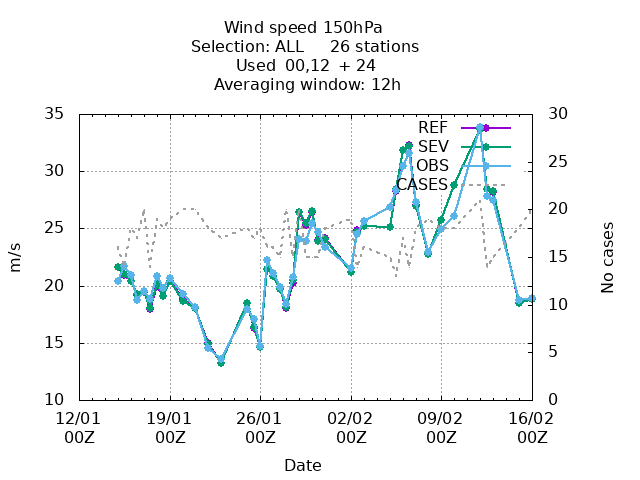 Wind speed 150hPa
Selection: ALL     26 stations
Used  00,12  + 24
Averaging window: 12h
35
30
25
20
15
10
m/s
30
25
20
15
10
5
0
No cases
REF
SEV
OBS
CASES
12/01 19/01 26/01 02/02 09/02 16/02
00Z 00Z 00Z 00Z 00Z 00Z
Date